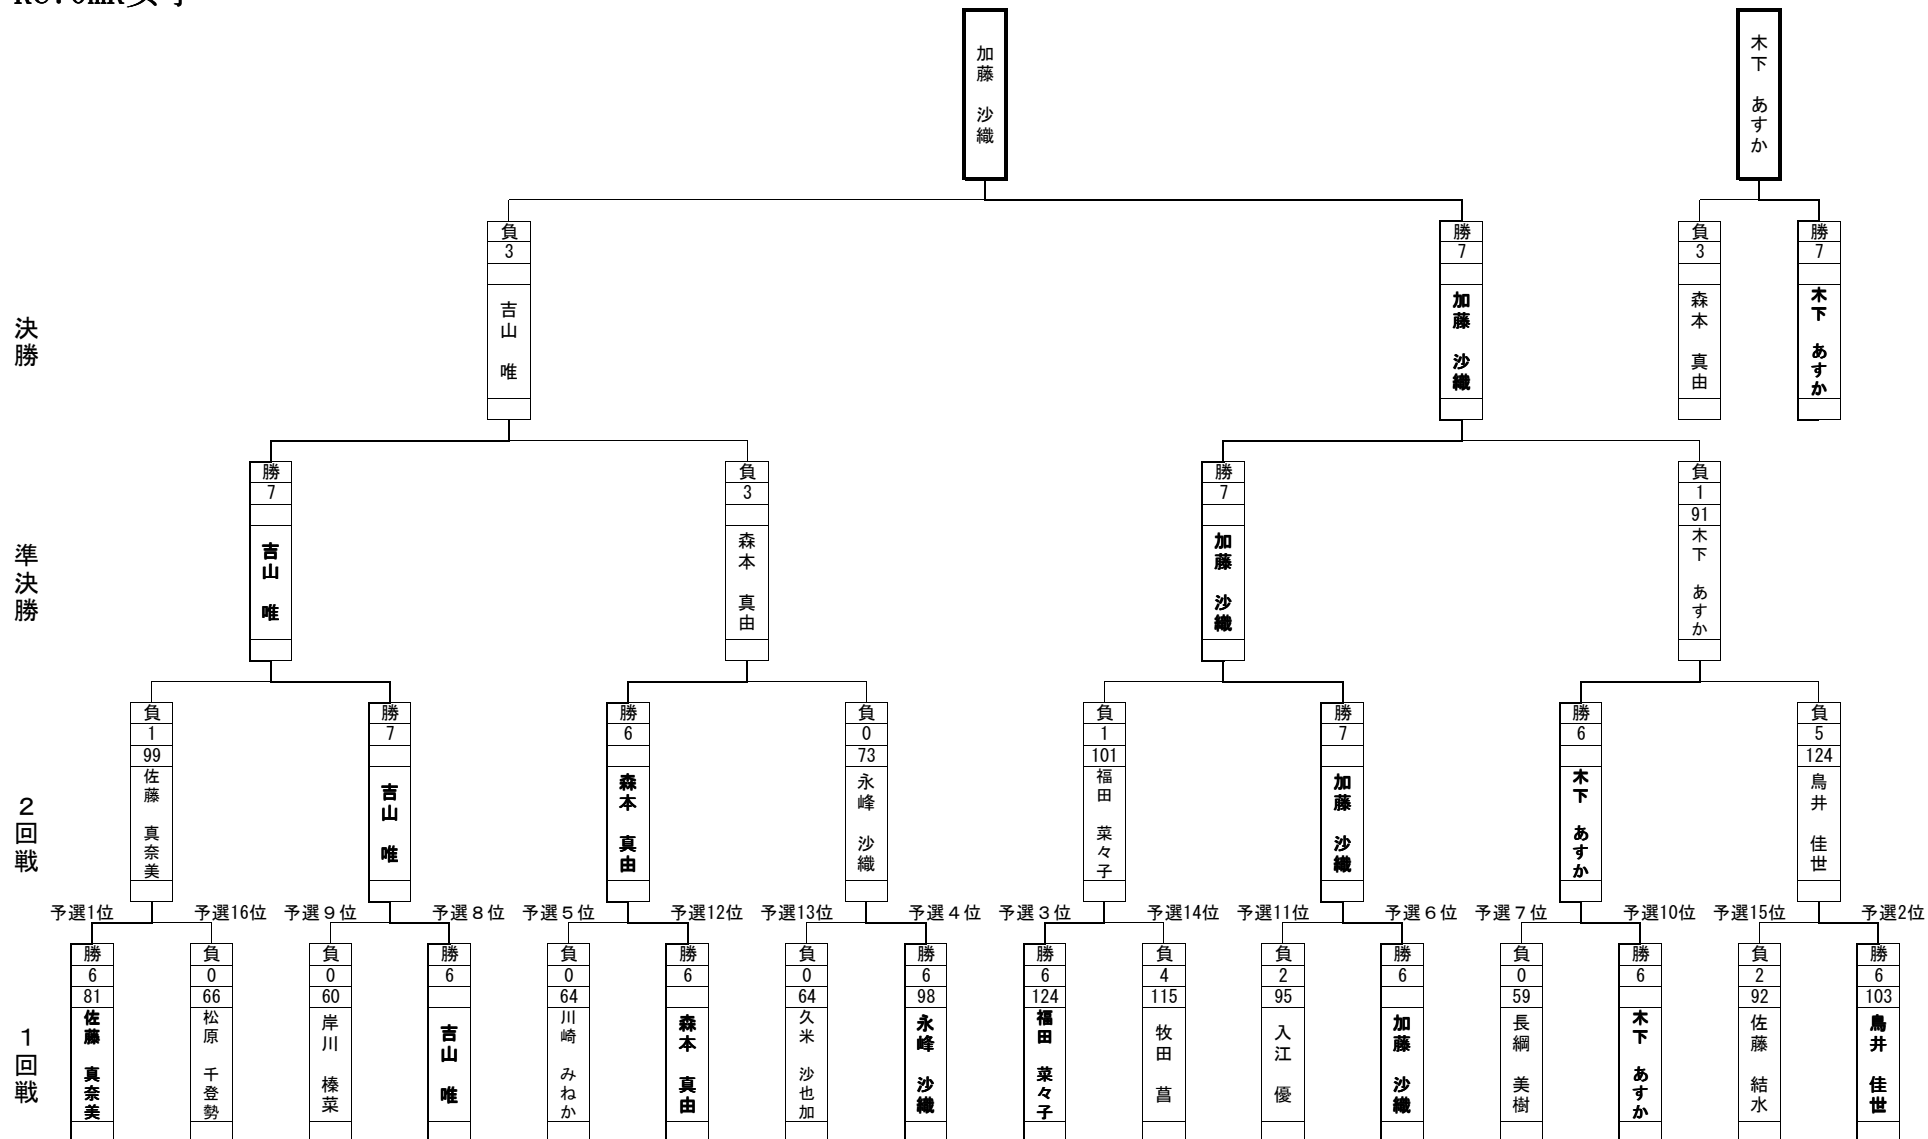 加藤 沙織
木下 あすか
決勝
負
3
吉山 唯
勝
7
加藤 沙織
負
3
森本 真由
勝
7
木下 あすか
準決勝
勝
7
吉山 唯
負
3
森本 真由
勝
7
加藤 沙織
負
1
91
木下 あすか
２回戦
負
1
99
佐藤 真奈美
勝
7
吉山 唯
勝
6
森本 真由
負
0
73
永峰 沙織
負
1
101
福田 菜々子
勝
7
加藤 沙織
勝
6
木下 あすか
負
5
124
鳥井 佳世
１回戦
予選1位
勝
6
81
佐藤 真奈美
予選16位
負
0
66
松原 千登勢
予選９位
負
0
60
岸川 榛菜
予選８位
勝
6
吉山 唯
予選５位
負
0
64
川崎 みねか
予選12位
勝
6
森本 真由
予選13位
負
0
64
久米 沙也加
予選４位
勝
6
98
永峰 沙織
予選３位
勝
6
124
福田 菜々子
予選14位
負
4
115
牧田 菖
予選11位
負
2
95
入江 優
予選６位
勝
6
加藤 沙織
予選７位
負
0
59
長綱 美樹
予選10位
勝
6
木下 あすか
予選15位
負
2
92
佐藤 結水
予選2位
勝
6
103
鳥井 佳世